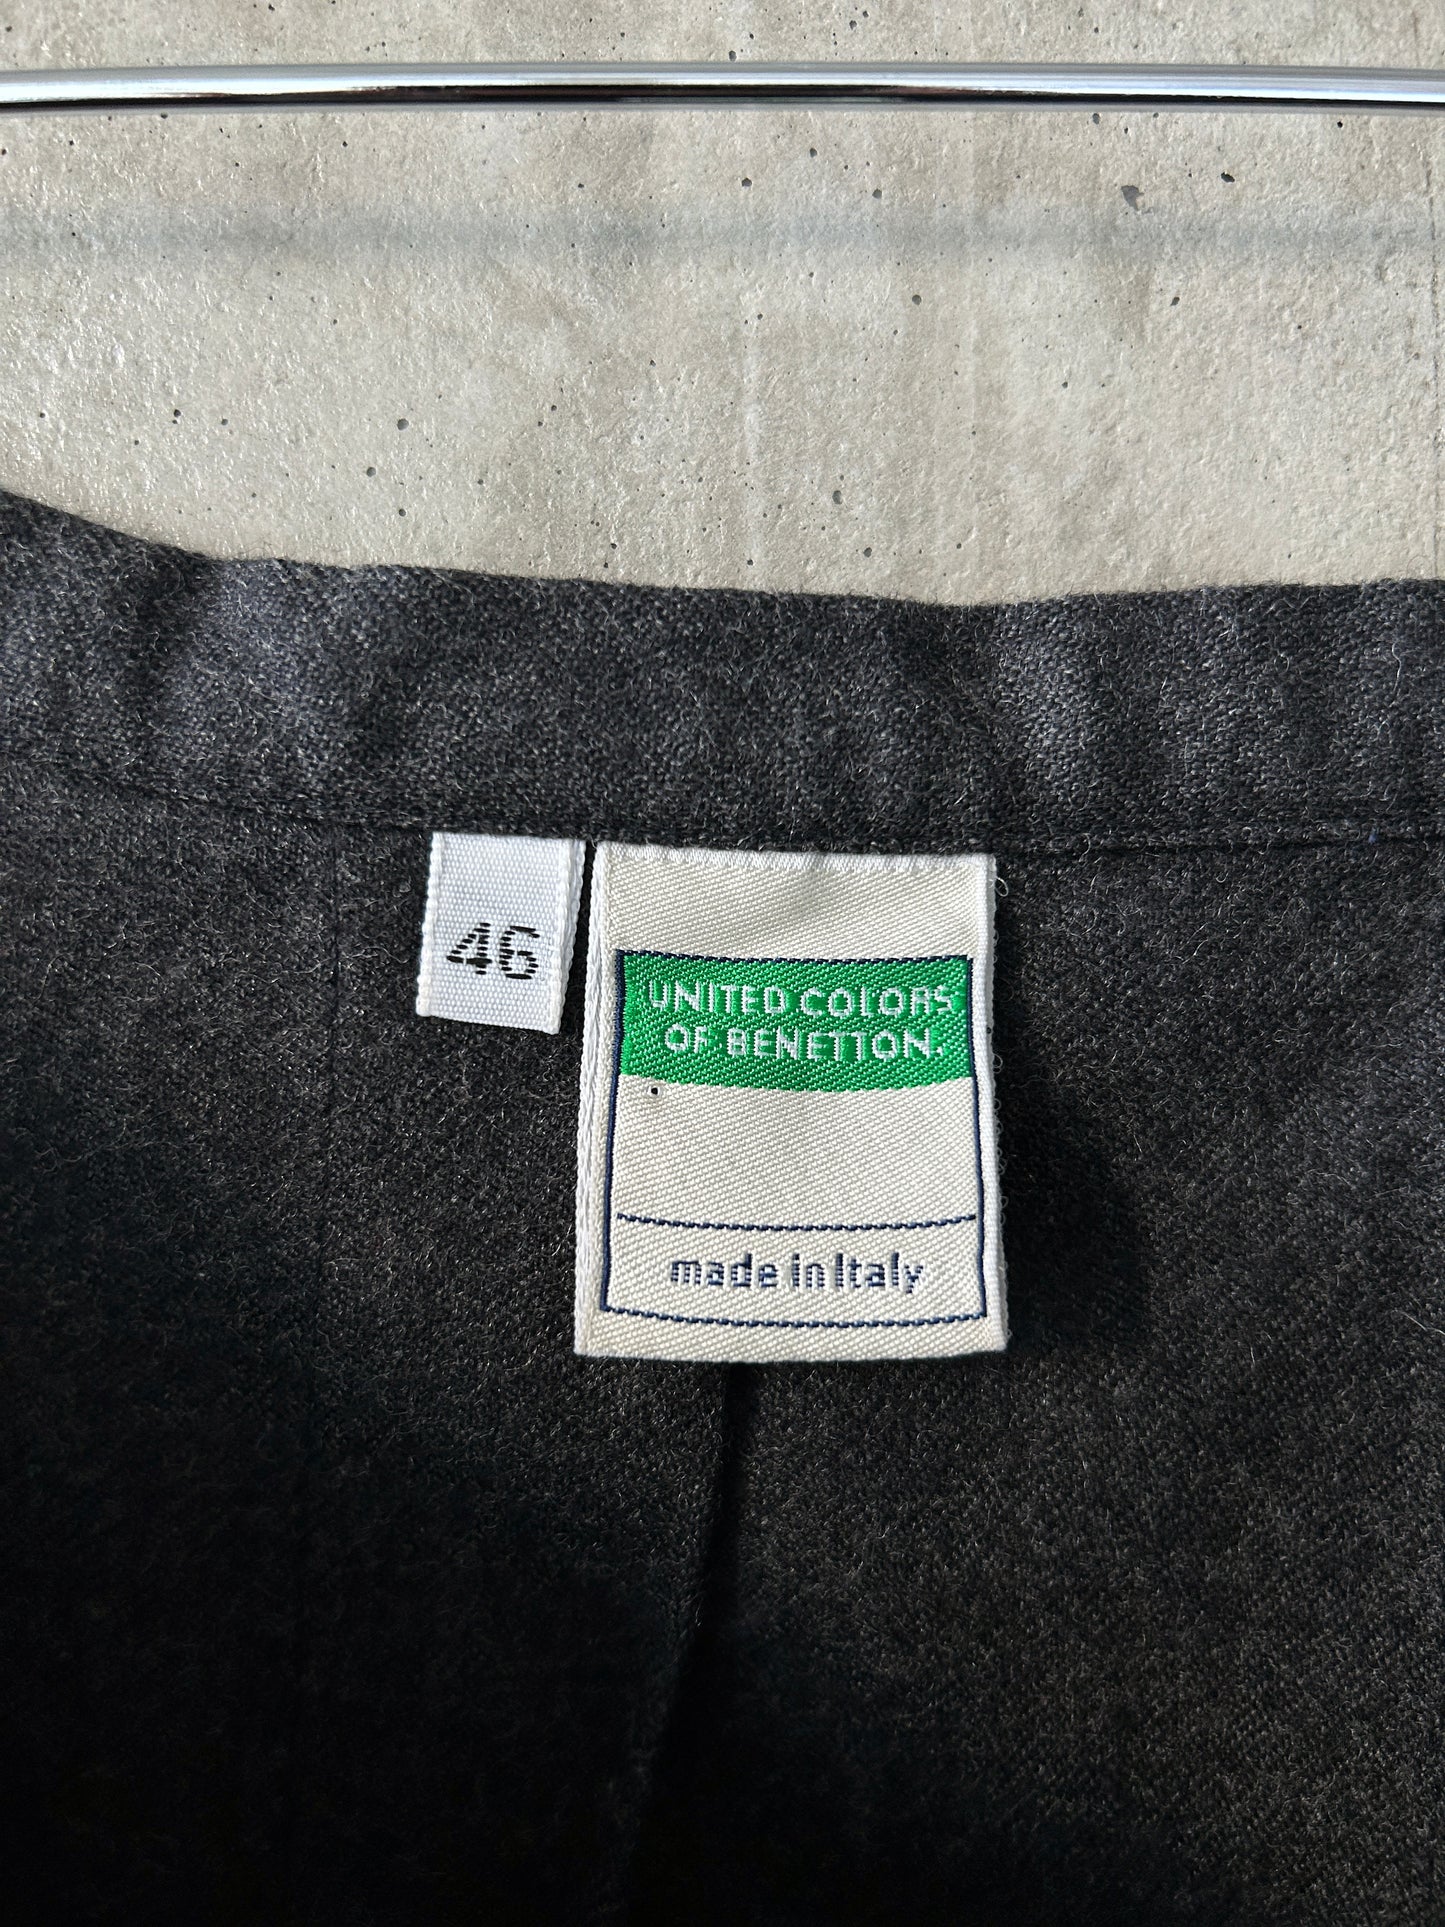 46
UNITED COLORS
OF BENETTON.
made in Italy